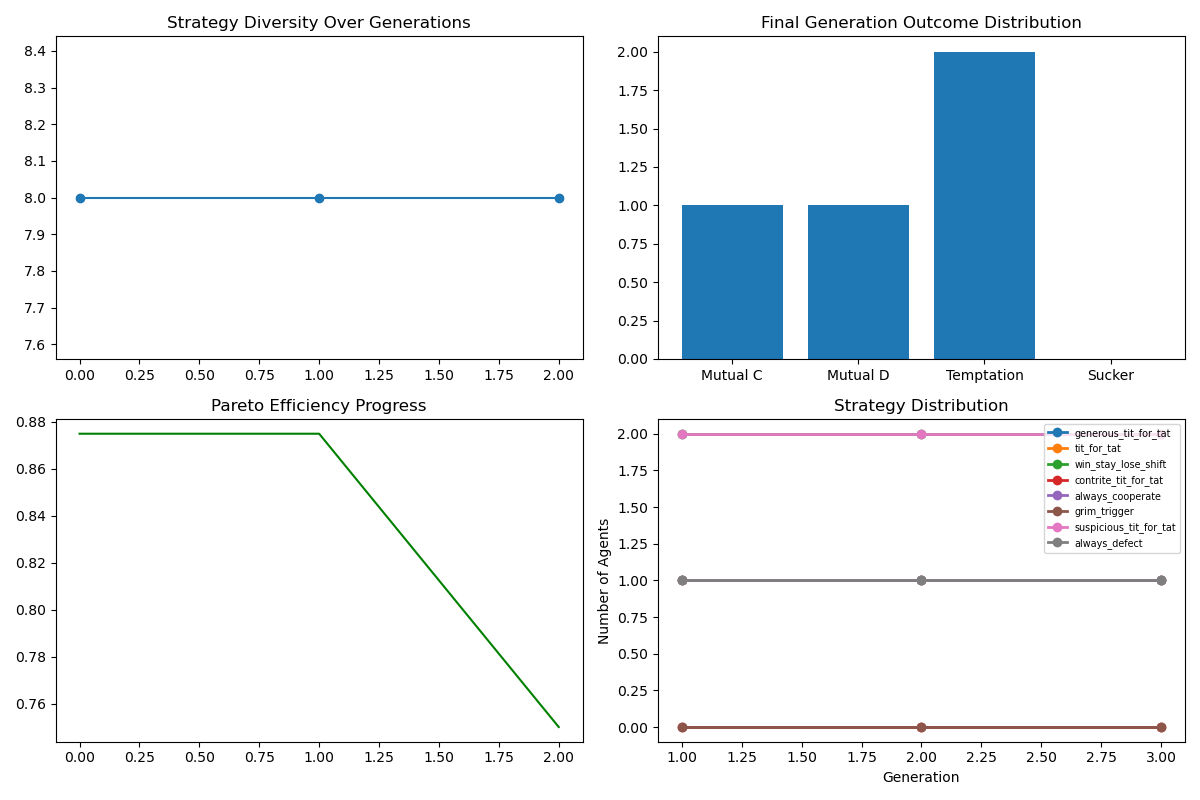 Strategy Diversity Over Generations
8.4
8.3
8.2
8.1
8.0
7.9
7.8
7.7
7.6
0.00 0.25 0.50 0.75 1.00 1.25 1.50 1.75 2.00
Final Generation Outcome Distribution
2.00
1.75
1.50
1.25
1.00
0.75
0.50
0.25
0.00
Mutual C Mutual D Temptation Sucker
Pareto Efficiency Progress
0.88
0.86
0.84
0.82
0.80
0.78
0.76
0.00 0.25 0.50 0.75 1.00 1.25 1.50 1.75 2.00
Strategy Distribution
Number of Agents
2.00
1.75
1.50
1.25
1.00
0.75
0.50
0.25
0.00
generous_tit_for_tat
tit_for_tat
win_stay_lose_shift
contrite_tit_for_tat
always_cooperate
grim_trigger
suspicious_tit_for_tat
always_defect
1.00 1.25 1.50 1.75 2.00 2.25 2.50 2.75 3.00
Generation